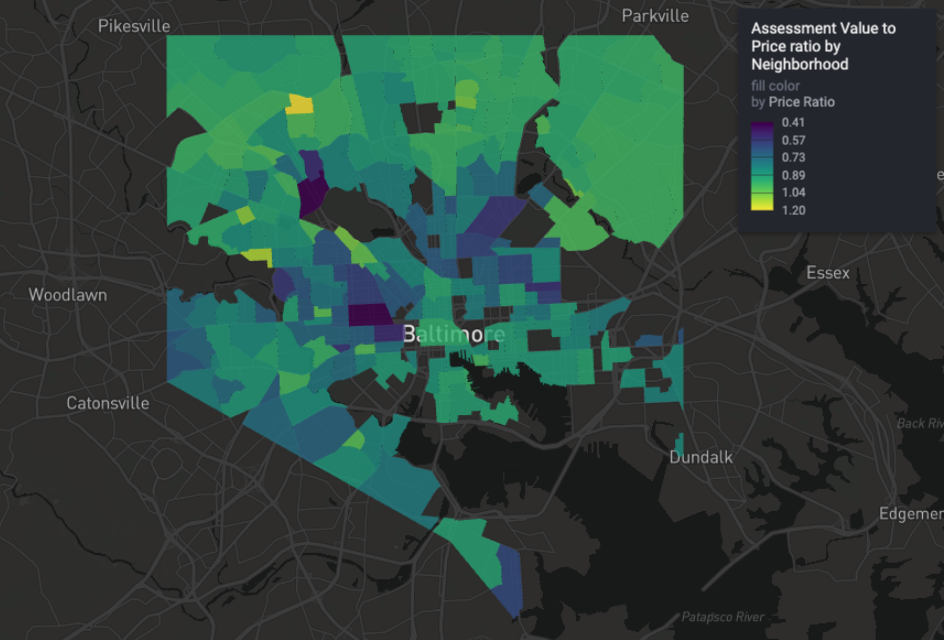 Pikesville
Parkville
Assessment Value to
Price ratio by
Neighborhood
fill color
by Price Ratio
0.41
0.57
0.73
0.89
1.04
1.20
Essex
Woodlawn
Baltimore
Catonsville
Back
Dundalk
Edgemer
Patapsco River